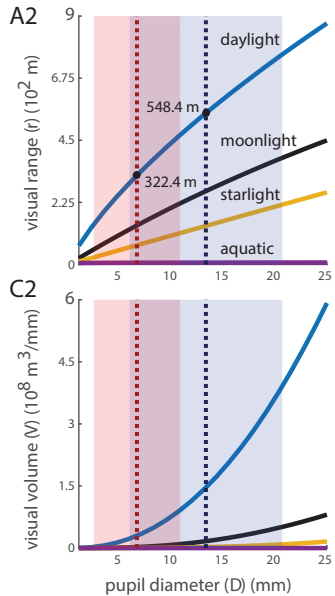 A2
visual range (r) (10² m)
9
6.75
4.5
2.25
0
daylight
548.4 m
moonlight
322.4 m
starlight
aquatic
5 10 15 20 25
C2
visual volume (V) (10⁸ m³/mm)
6
4.5
3
1.5
0
5 10 15 20 25
pupil diameter (D) (mm)